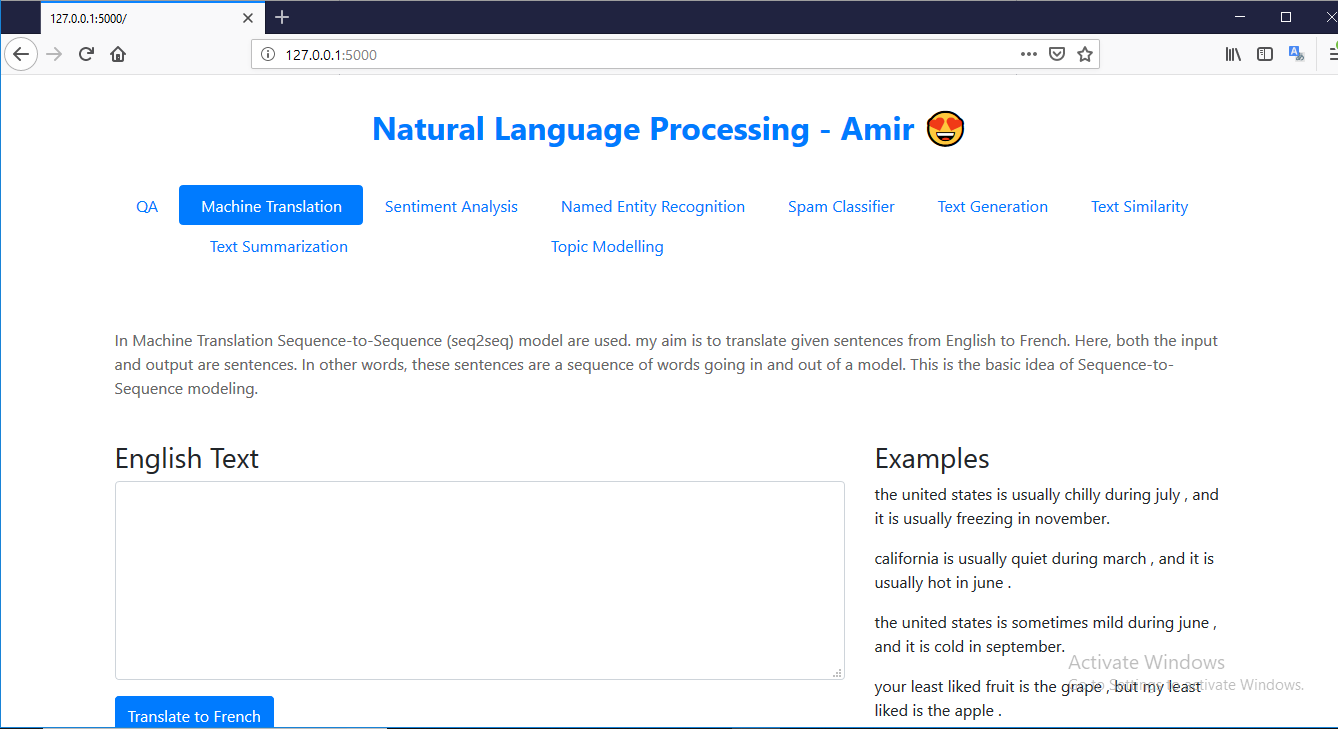 127.0.0.1:5000/
127.0.0.1:5000
Natural Language Processing - Amir 😍
QA
Machine Translation
Sentiment Analysis
Named Entity Recognition
Spam Classifier
Text Generation
Text Similarity
Text Summarization
Topic Modelling
In Machine Translation Sequence-to-Sequence (seq2seq) model are used. my aim is to translate given sentences from English to French. Here, both the input
and output are sentences. In other words, these sentences are a sequence of words going in and out of a model. This is the basic idea of Sequence-to-
Sequence modeling.
English Text
Translate to French
Examples
the united states is usually chilly during july , and
it is usually freezing in november.
california is usually quiet during march , and it is
usually hot in june .
the united states is sometimes mild during june ,
and it is cold in september.
your least liked fruit is the grape , but my least
liked is the apple .
Activate Windows
Go to Settings to activate Windows.